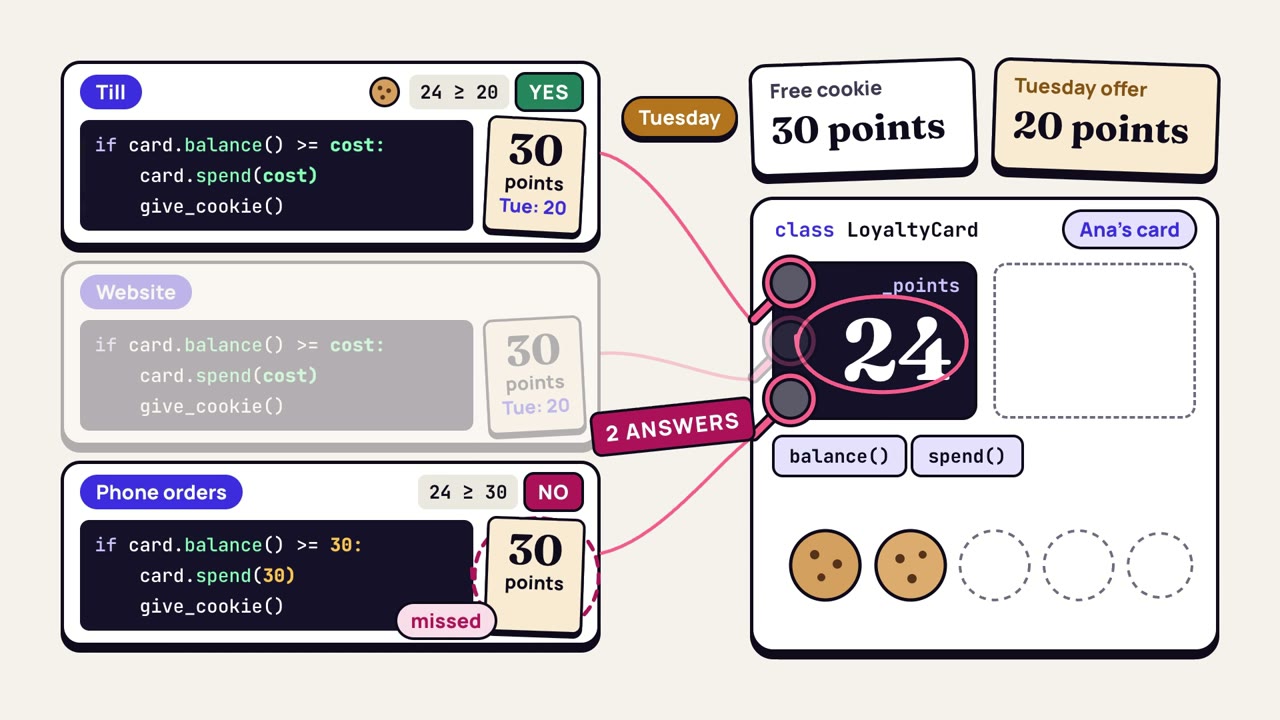 Till
24 ≥ 20
YES
if card.balance() >= cost:
card.spend(cost)
give_cookie()
30
points
Tue: 20
Tuesday
Free cookie
30 points
Tuesday offer
20 points
Website
if card.balance() >= cost:
card.spend(cost)
give_cookie()
30
points
Tue: 20
2 ANSWERS
Phone orders
24 ≥ 30
NO
if card.balance() >= 30:
card.spend(30)
give_cookie()
30
points
missed
class LoyaltyCard
Ana's card
_points
24
balance()
spend()